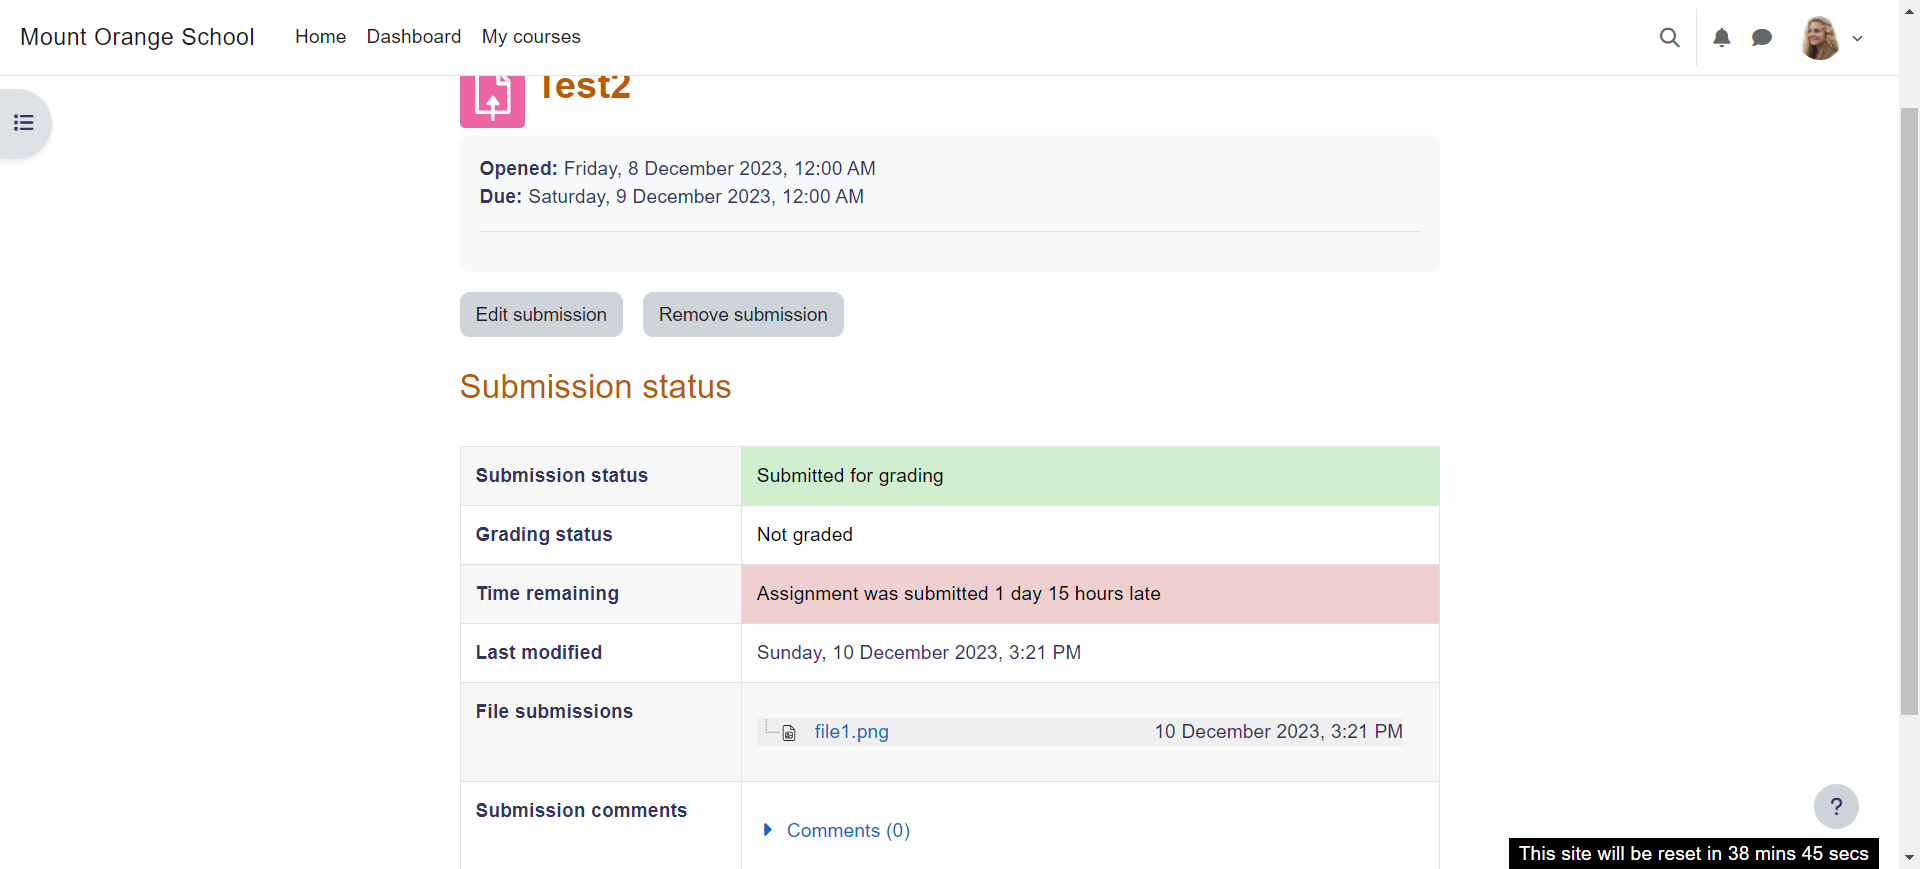 Mount Orange School Home Dashboard My courses
Test2
Opened: Friday, 8 December 2023, 12:00 AM
Due: Saturday, 9 December 2023, 12:00 AM
Edit submission Remove submission
Submission status
Submission status Submitted for grading
Grading status Not graded
Time remaining Assignment was submitted 1 day 15 hours late
Last modified Sunday, 10 December 2023, 3:21 PM
File submissions file1.png 10 December 2023, 3:21 PM
Submission comments Comments (0)
?
This site will be reset in 38 mins 45 secs